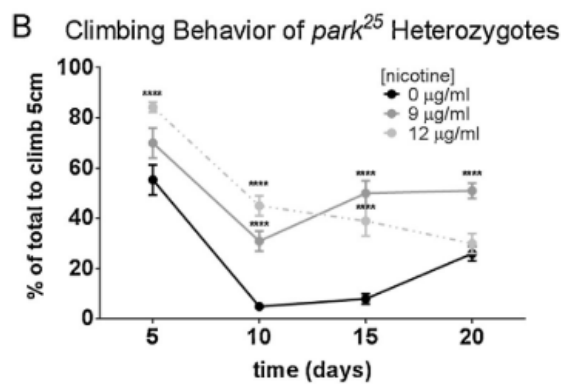 B Climbing Behavior of park25 Heterozygotes
% of total to climb 5cm
100
80
60
40
20
0
[nicotine]
0 µg/ml
9 µg/ml
12 µg/ml
****
****
****
****
****
****
5 10 15 20
time (days)